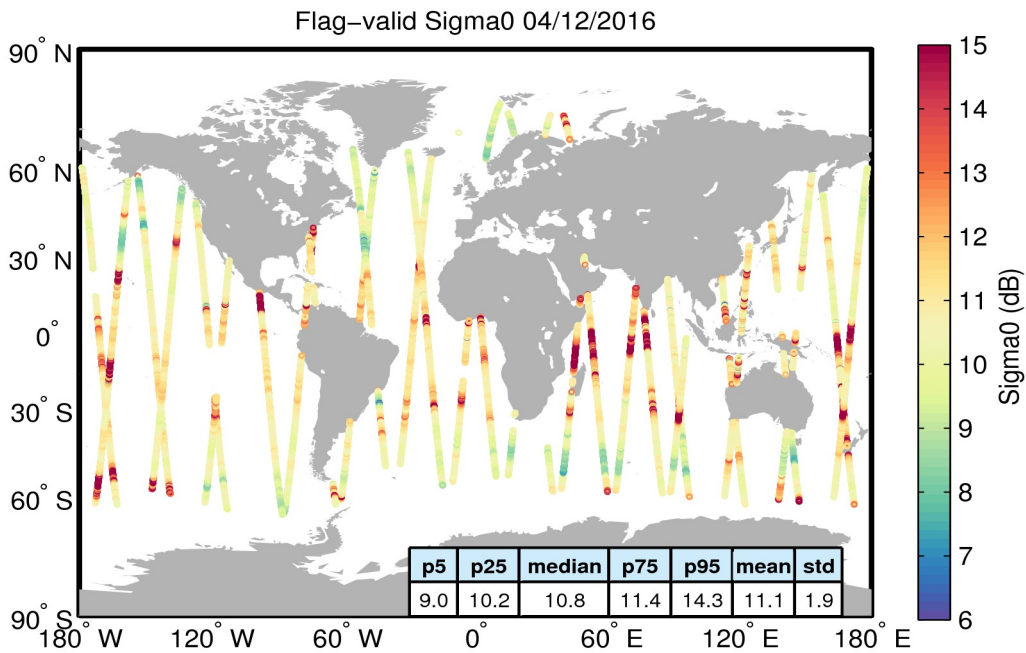 Flag−valid Sigma0 04/12/2016
90° N
60° N
30° N
0°
30° S
60° S
90° S
180° W
120° W
60° W
0°
60° E
120° E
180° E
p5 p25 median p75 p95 mean std
9.0 10.2 10.8 11.4 14.3 11.1 1.9
15
14
13
12
11
10
9
8
7
6
Sigma0 (dB)